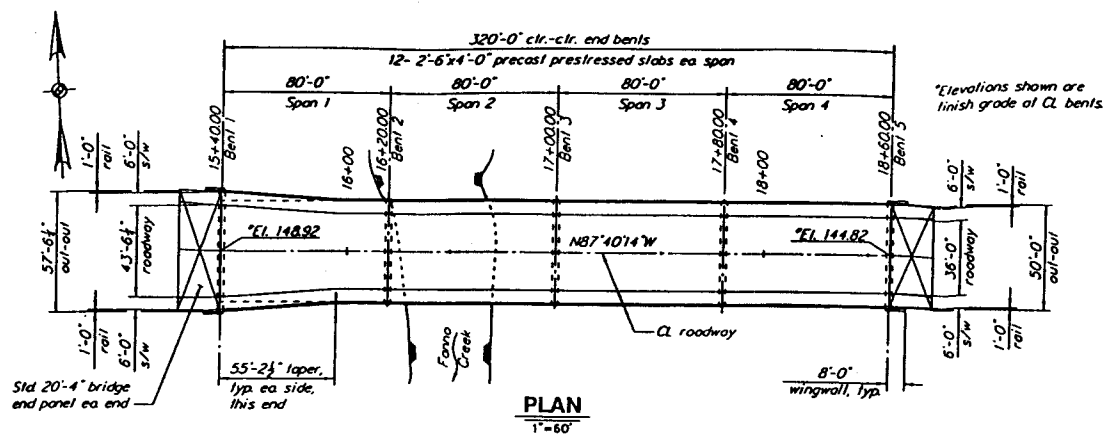 320'-0" clr.-clr. end bents
12- 2'-6"x4'-0" precast prestressed slabs ea span
80'-0" 80'-0" 80'-0" 80'-0"
Span 1 Span 2 Span 3 Span 4
*Elevations shown are
finish grade at CL bents.
15+40.00
Bent 1
16+00
16+20.00
Bent 2
17+00.00
Bent 3
17+80.00
Bent 4
18+00
18+60.00
Bent 5
1'-0"
rail
6'-0"
s/w
6'-0"
s/w
1'-0"
rail
57'-6¼"
out-out
43'-6¼"
roadway
*El. 148.92
N87°40'14"W
*El. 144.82
36'-0"
roadway
50'-0"
out-out
CL roadway
1'-0"
rail
6'-0"
s/w
Fanno
Creek
6'-0"
s/w
1'-0"
rail
Std. 20'-4" bridge
end panel ea end
55'-2½" taper,
typ. ea side,
this end
8'-0"
wingwall, typ.
PLAN
1"=60'